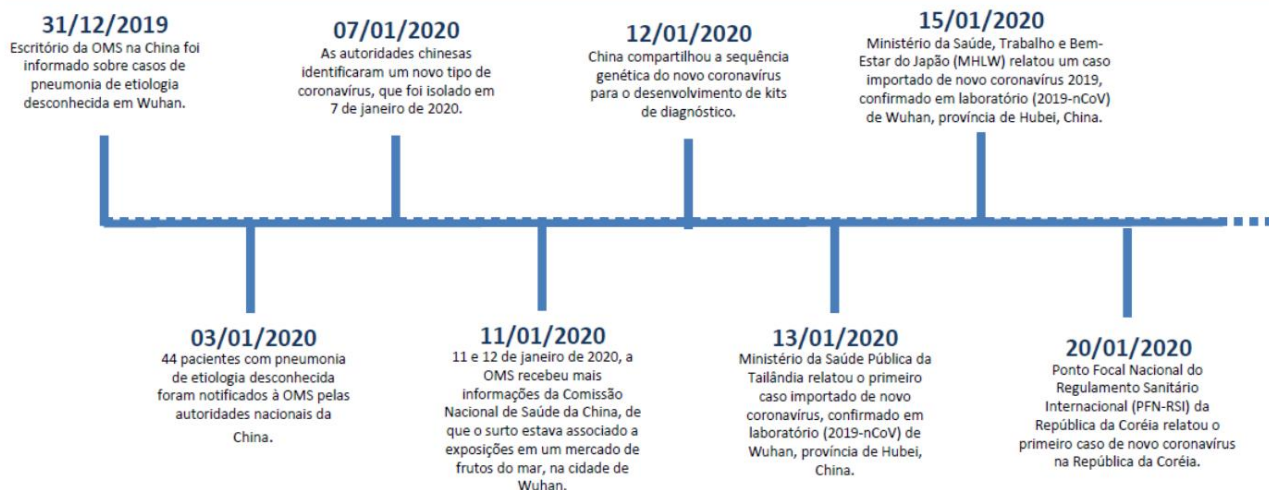 31/12/2019
Escritório da OMS na China foi
informado sobre casos de
pneumonia de etiologia
desconhecida em Wuhan.
03/01/2020
44 pacientes com pneumonia
de etiologia desconhecida
foram notificados à OMS pelas
autoridades nacionais da
China.
07/01/2020
As autoridades chinesas
identificaram um novo tipo de
coronavírus, que foi isolado em
7 de janeiro de 2020.
11/01/2020
11 e 12 de janeiro de 2020, a
OMS recebeu mais
informações da Comissão
Nacional de Saúde da China, de
que o surto estava associado a
exposições em um mercado de
frutos do mar, na cidade de
Wuhan.
12/01/2020
China compartilhou a sequência
genética do novo coronavírus
para o desenvolvimento de kits
de diagnóstico.
13/01/2020
Ministério da Saúde Pública da
Tailândia relatou o primeiro
caso importado de novo
coronavírus, confirmado em
laboratório (2019-nCoV) de
Wuhan, província de Hubei,
China.
15/01/2020
Ministério da Saúde, Trabalho e Bem-
Estar do Japão (MHLW) relatou um caso
importado de novo coronavírus 2019,
confirmado em laboratório (2019-nCoV)
de Wuhan, província de Hubei, China.
20/01/2020
Ponto Focal Nacional do
Regulamento Sanitário
Internacional (PFN-RSI) da
República da Coréia relatou o
primeiro caso de novo coronavírus
na República da Coréia.